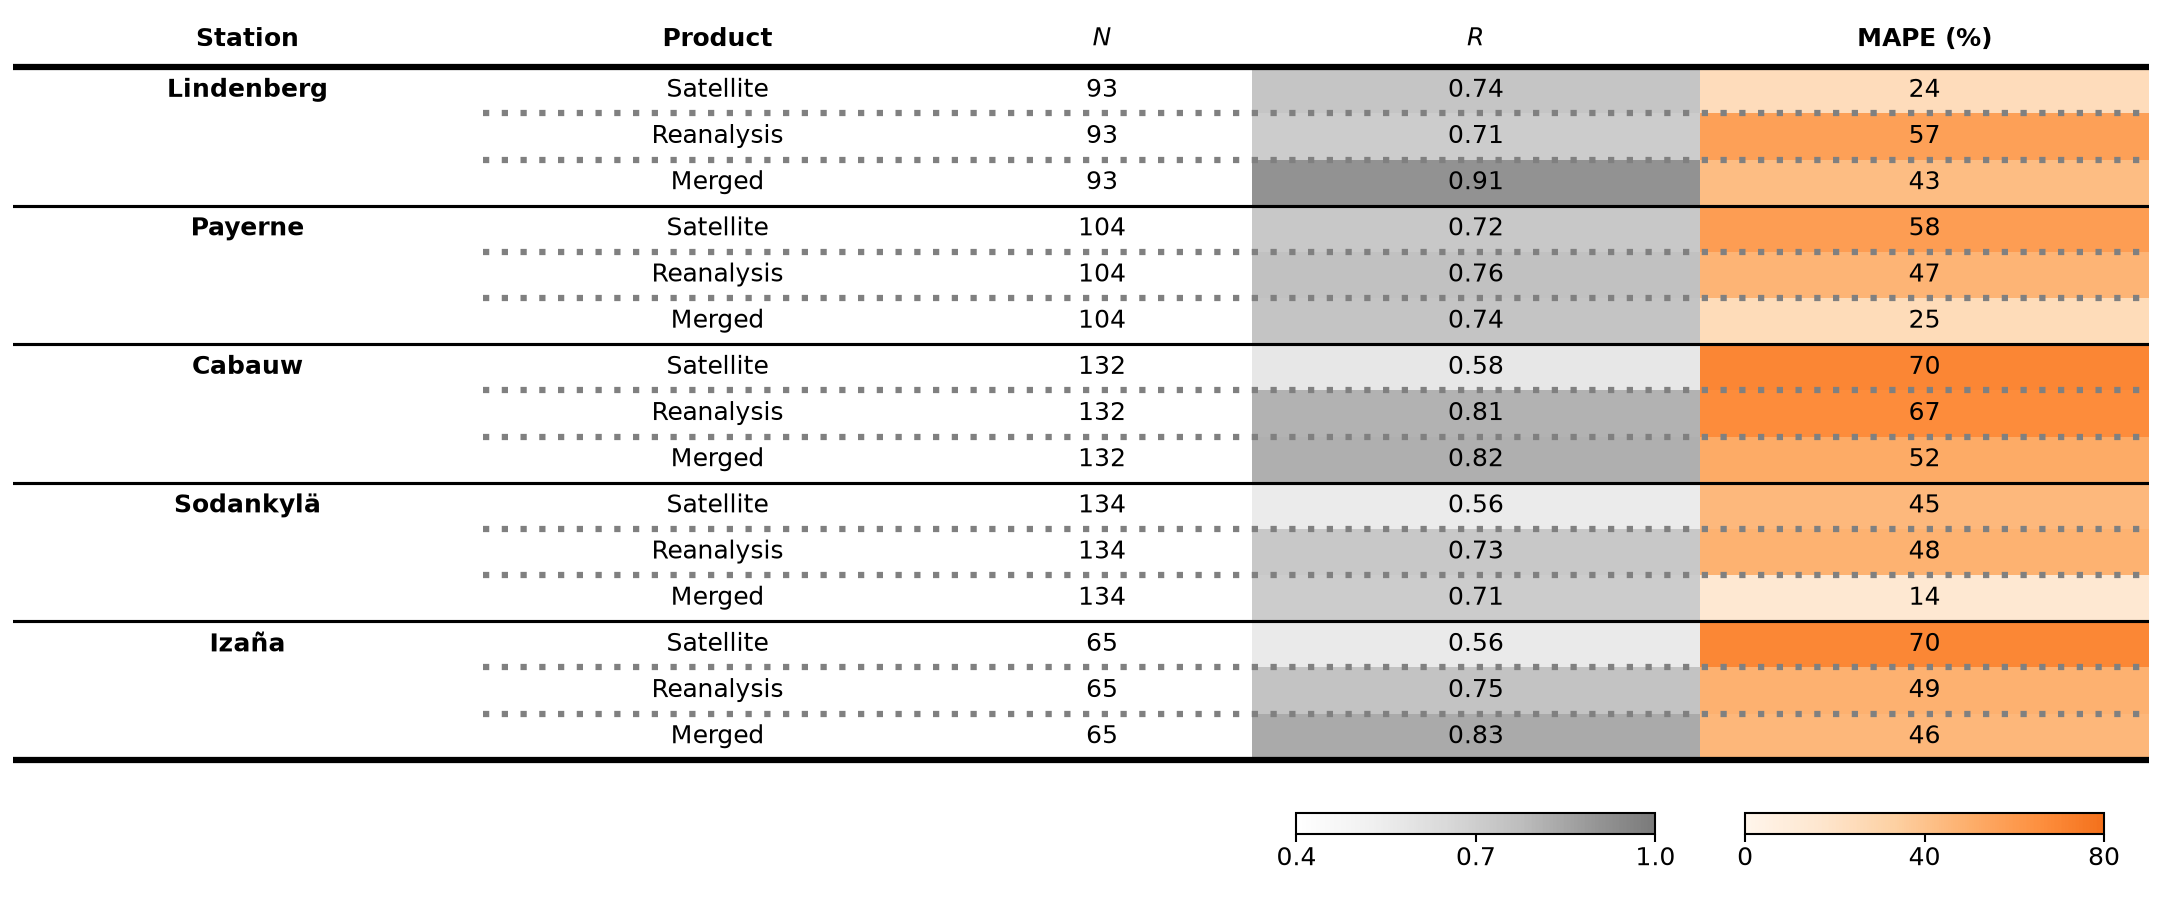 Station Product N R MAPE (%)
Lindenberg Satellite 93 0.74 24
Reanalysis 93 0.71 57
Merged 93 0.91 43
Payerne Satellite 104 0.72 58
Reanalysis 104 0.76 47
Merged 104 0.74 25
Cabauw Satellite 132 0.58 70
Reanalysis 132 0.81 67
Merged 132 0.82 52
Sodankylä Satellite 134 0.56 45
Reanalysis 134 0.73 48
Merged 134 0.71 14
Izaña Satellite 65 0.56 70
Reanalysis 65 0.75 49
Merged 65 0.83 46
0.4 0.7 1.0 0 40 80